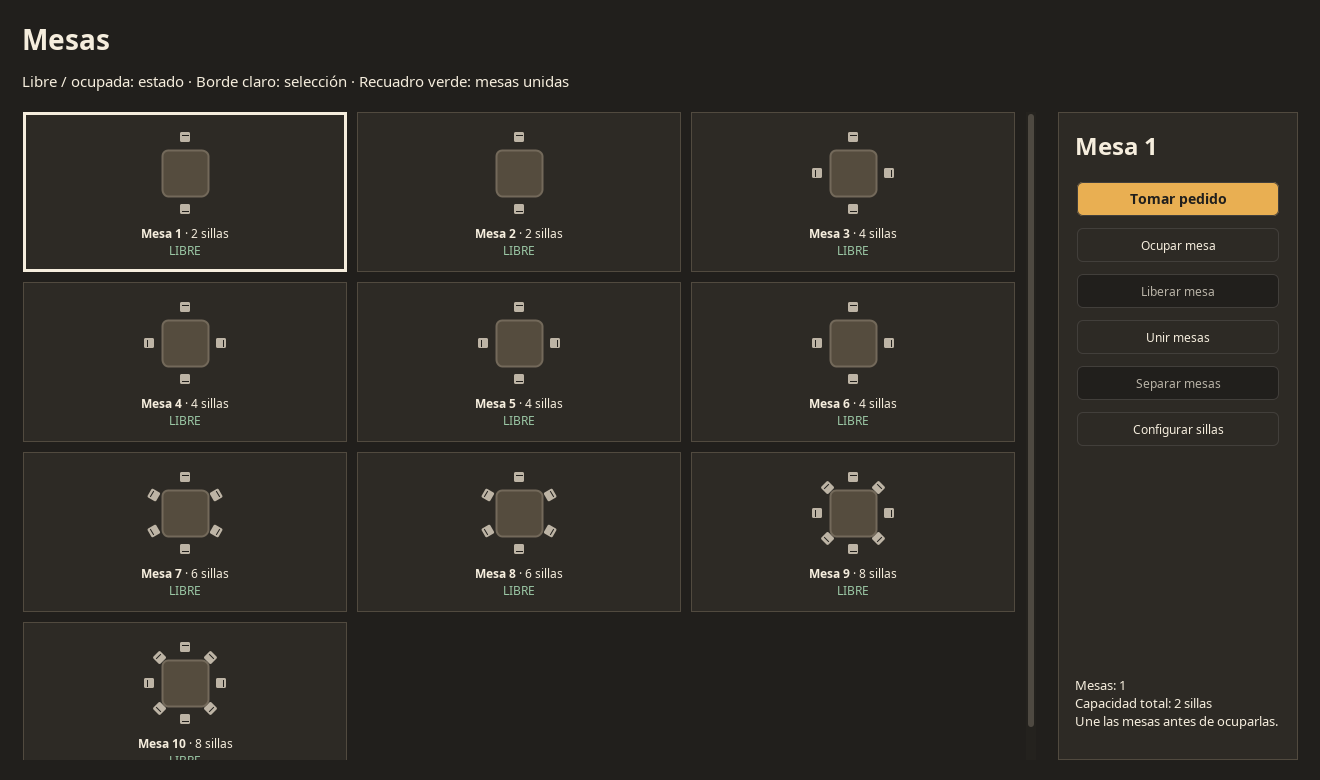 Mesas
Libre / ocupada: estado · Borde claro: selección · Recuadro verde: mesas unidas
Mesa 1 · 2 sillas
LIBRE
Mesa 2 · 2 sillas
LIBRE
Mesa 3 · 4 sillas
LIBRE
Mesa 4 · 4 sillas
LIBRE
Mesa 5 · 4 sillas
LIBRE
Mesa 6 · 4 sillas
LIBRE
Mesa 7 · 6 sillas
LIBRE
Mesa 8 · 6 sillas
LIBRE
Mesa 9 · 8 sillas
LIBRE
Mesa 10 · 8 sillas
LIBRE
Mesa 1
Tomar pedido
Ocupar mesa
Liberar mesa
Unir mesas
Separar mesas
Configurar sillas
Mesas: 1
Capacidad total: 2 sillas
Une las mesas antes de ocuparlas.